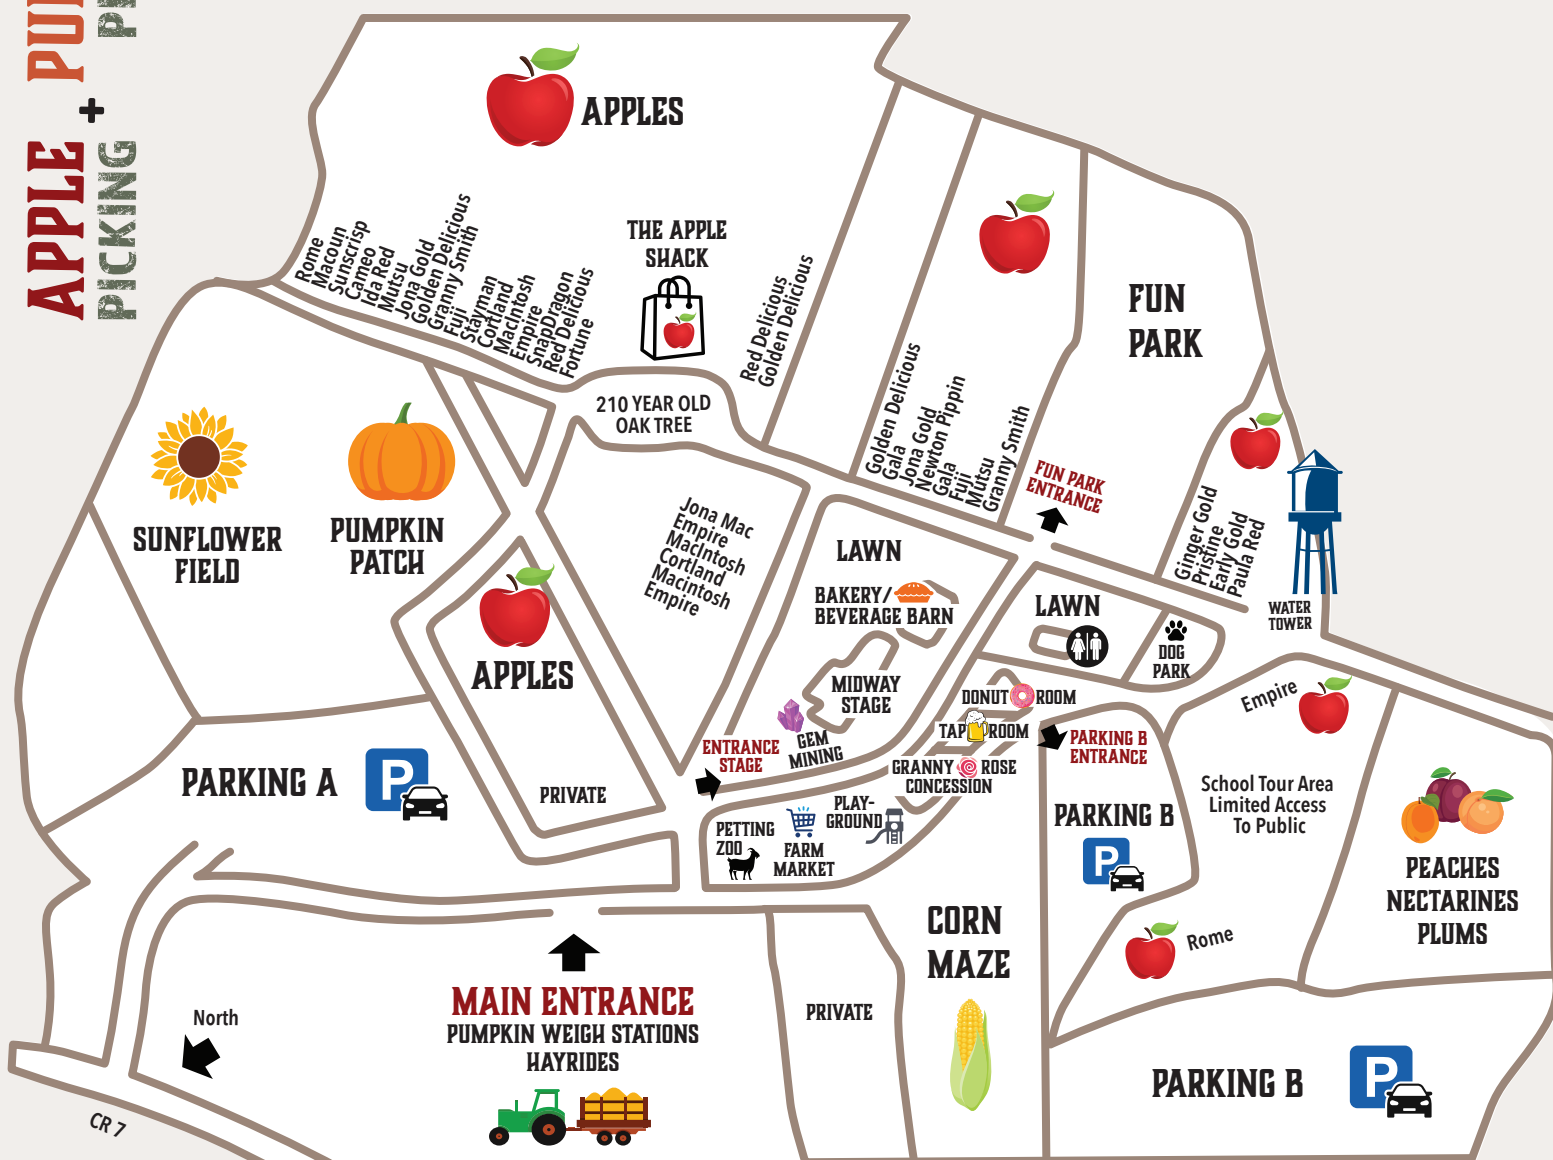 APPLE + PU
PICKING PI
APPLES
Rome
Macoun
Sunscrisp
Cameo
Ida Red
Mutsu
Jona Gold
Golden Delicious
Granny Smith
Fuji
Stayman
Cortland
MacIntosh
Empire
SnapDragon
Red Delicious
Fortune
THE APPLE
SHACK
Red Delicious
Golden Delicious
210 YEAR OLD
OAK TREE
Golden Delicious
Gala
Jona Gold
Newton Pippin
Gala
Fuji
Mutsu
Granny Smith
FUN
PARK
FUN PARK
ENTRANCE
Ginger Gold
Pristine
Early Gold
Paula Red
WATER
TOWER
SUNFLOWER
FIELD
PUMPKIN
PATCH
APPLES
Jona Mac
Empire
MacIntosh
Cortland
Macintosh
Empire
LAWN
BAKERY/
BEVERAGE BARN
MIDWAY
STAGE
GEM
MINING
ENTRANCE
STAGE
LAWN
DOG
PARK
DONUT ROOM
TAP ROOM
GRANNY ROSE
CONCESSION
PARKING B
ENTRANCE
Empire
School Tour Area
Limited Access
To Public
PARKING A
P
PRIVATE
PETTING
ZOO
FARM
MARKET
PLAY-
GROUND
PARKING B
P
PEACHES
NECTARINES
PLUMS
Rome
CORN
MAZE
MAIN ENTRANCE
PUMPKIN WEIGH STATIONS
HAYRIDES
PRIVATE
North
CR 7
PARKING B
P